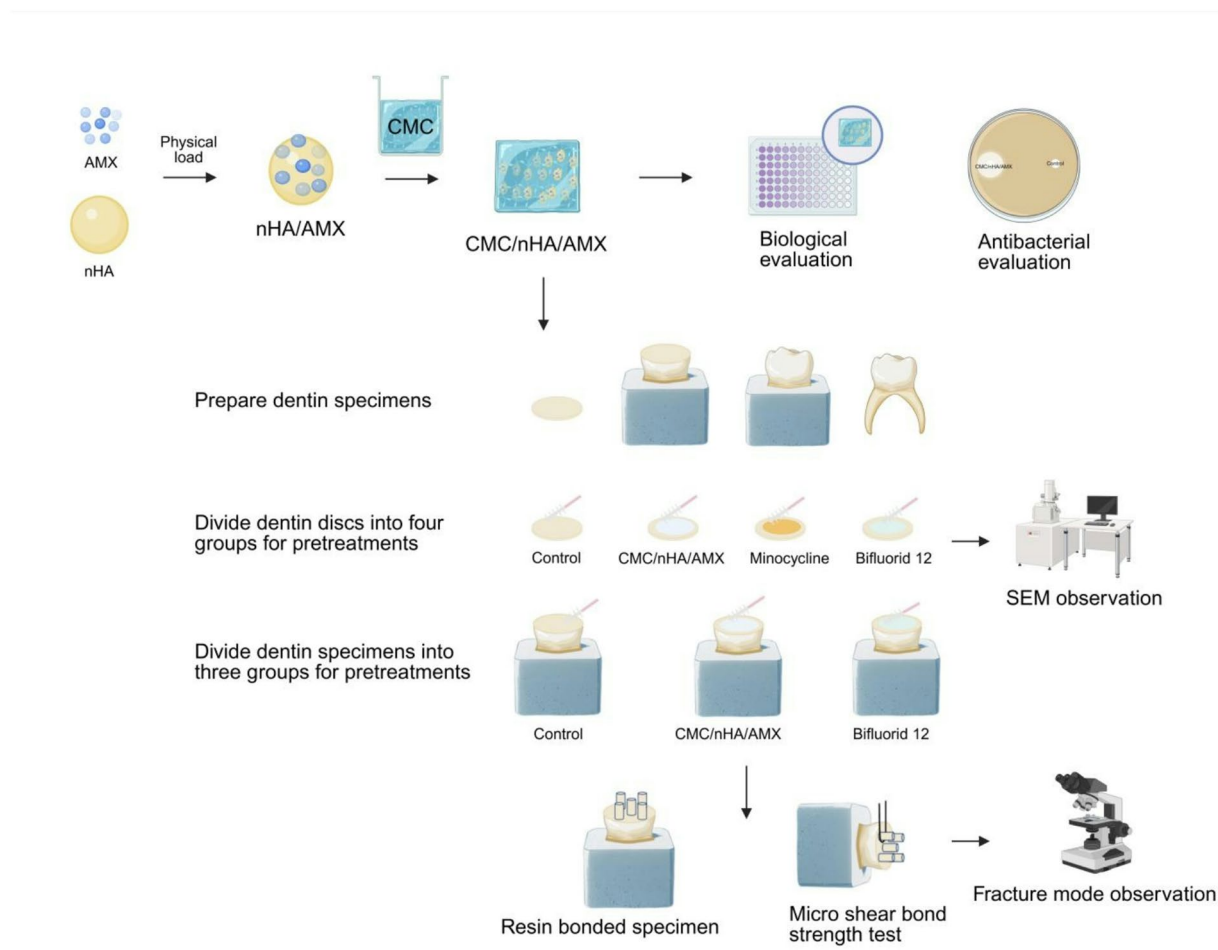 AMX
Physical
load
nHA
nHA/AMX
CMC
CMC/nHA/AMX
Biological
evaluation
CMC/nHA/AMX
Control
Antibacterial
evaluation
Prepare dentin specimens
Divide dentin discs into four
groups for pretreatments
Control
CMC/nHA/AMX
Minocycline
Bifluorid 12
SEM observation
Divide dentin specimens into
three groups for pretreatments
Control
CMC/nHA/AMX
Bifluorid 12
Resin bonded specimen
Micro shear bond
strength test
Fracture mode observation